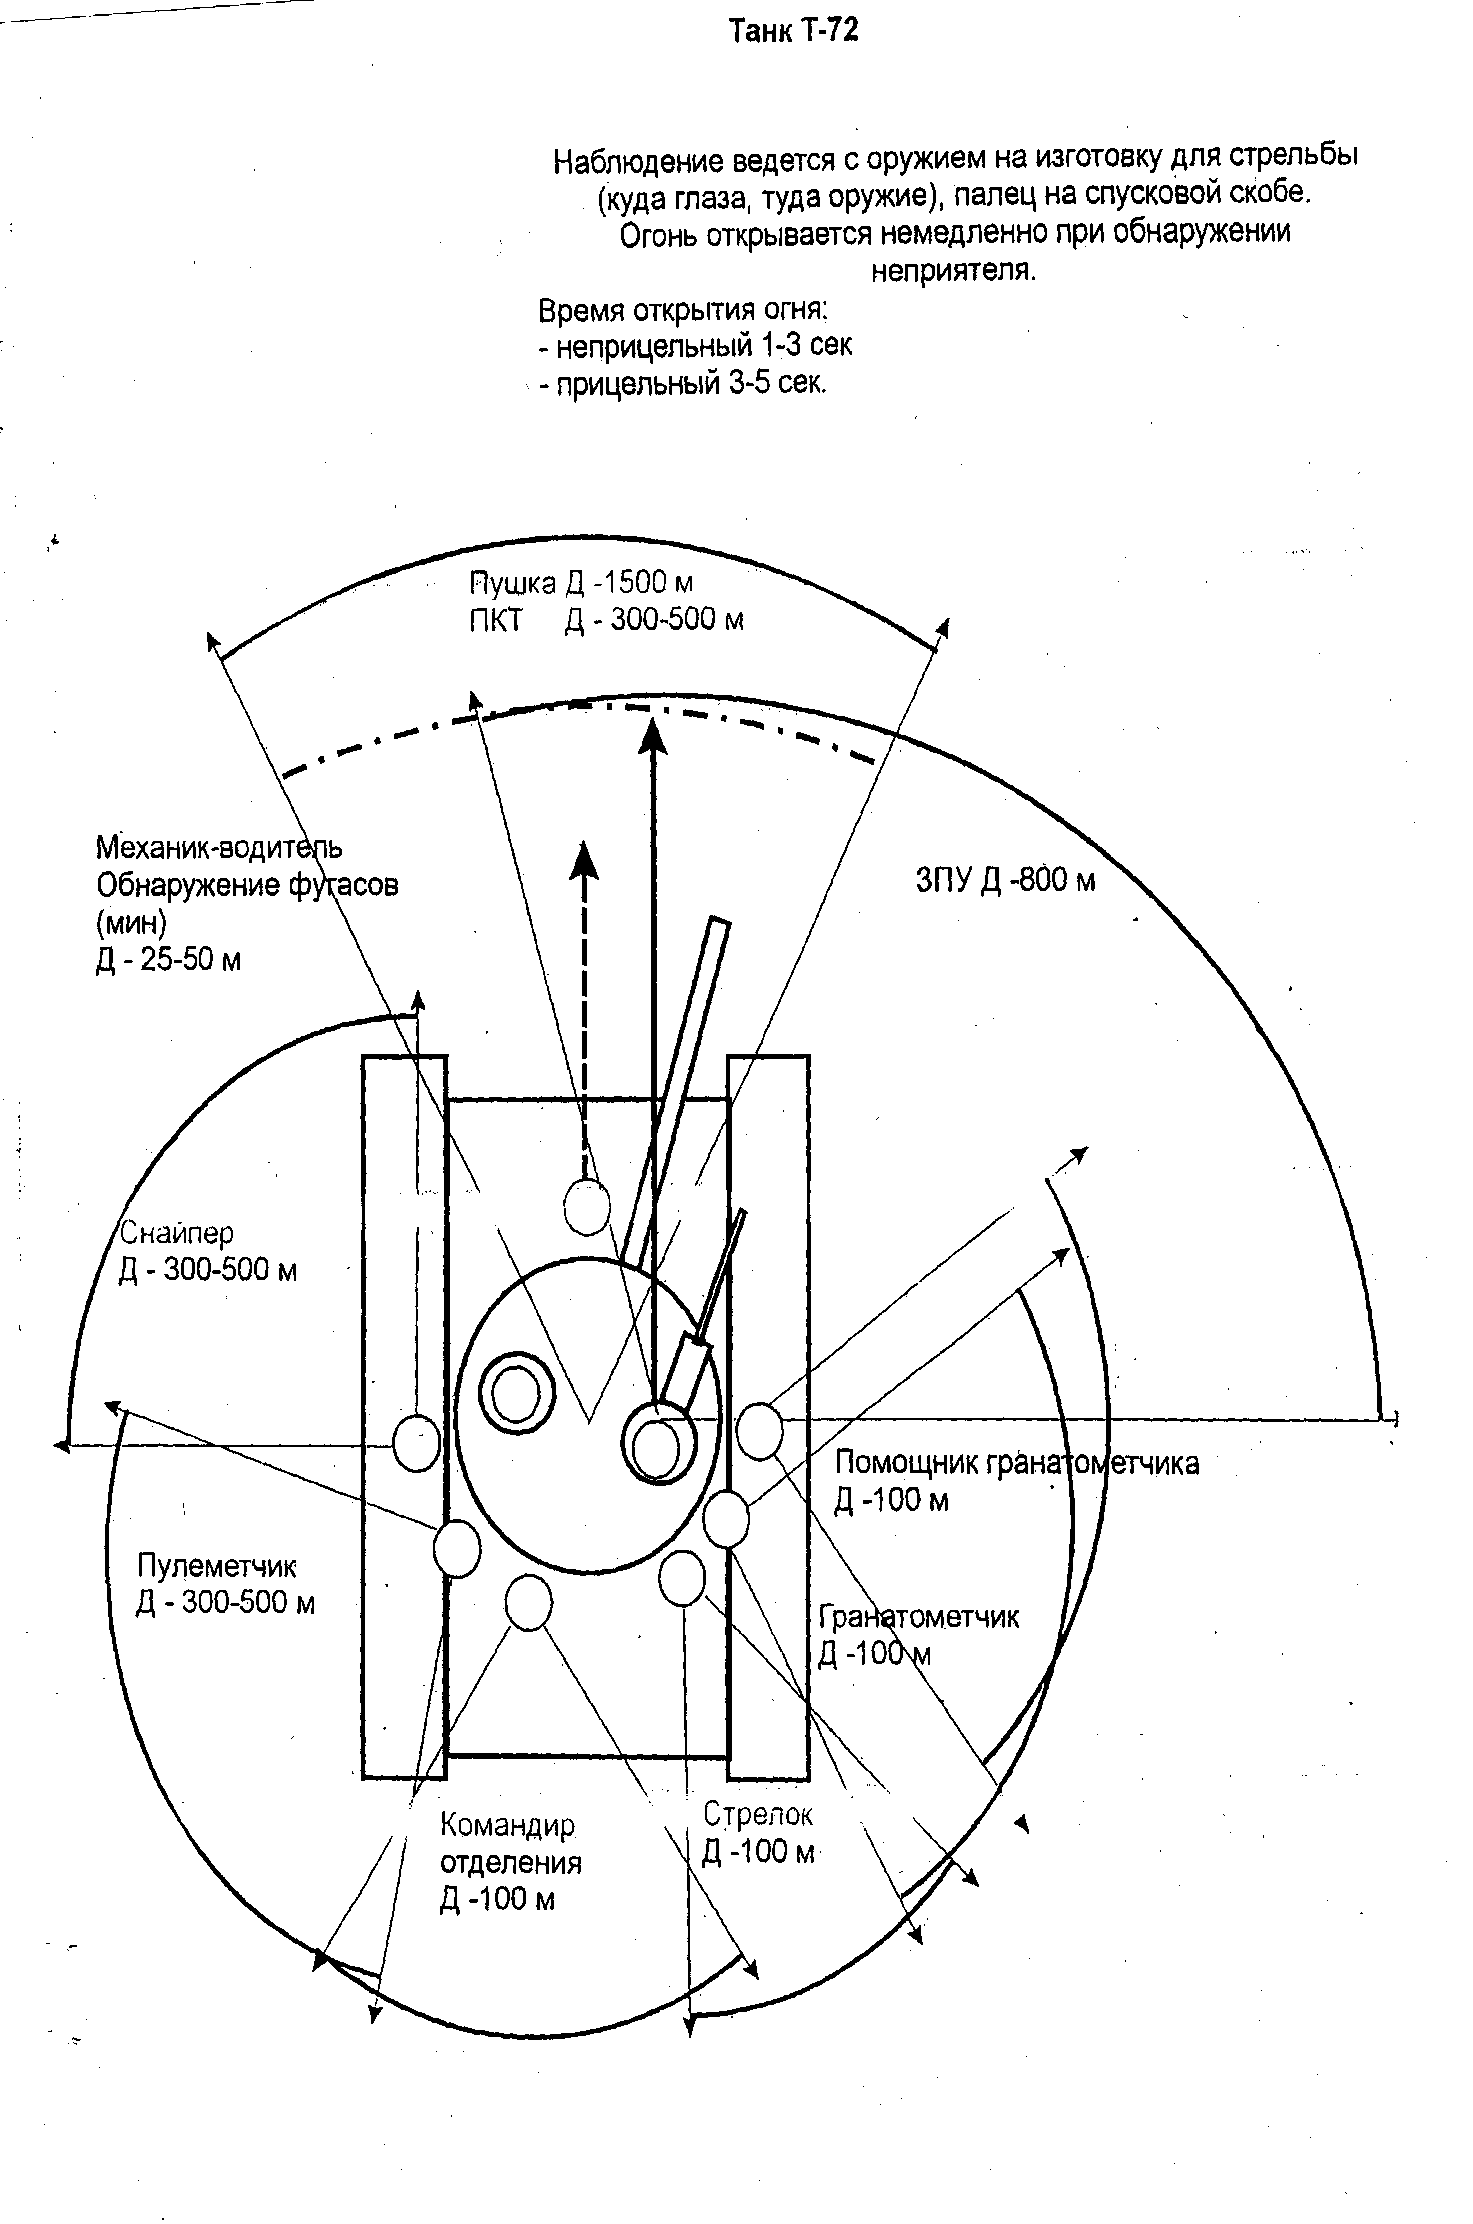 Танк Т-72
Наблюдение ведется с оружием на изготовку для стрельбы
(куда глаза, туда оружие), палец на спусковой скобе.
Огонь открывается немедленно при обнаружении
неприятеля.
Время открытия огня:
- неприцельный 1-3 сек
- прицельный 3-5 сек.
Пушка Д -1500 м
ПКТ Д - 300-500 м
Механик-водитель
Обнаружение фугасов
(мин)
Д - 25-50 м
ЗПУ Д -800 м
Снайпер
Д - 300-500 м
Помощник гранатометчика
Д -100 м
Пулеметчик
Д - 300-500 м
Гранатометчик
Д -100 м
Командир
отделения
Д -100 м
Стрелок
Д -100 м